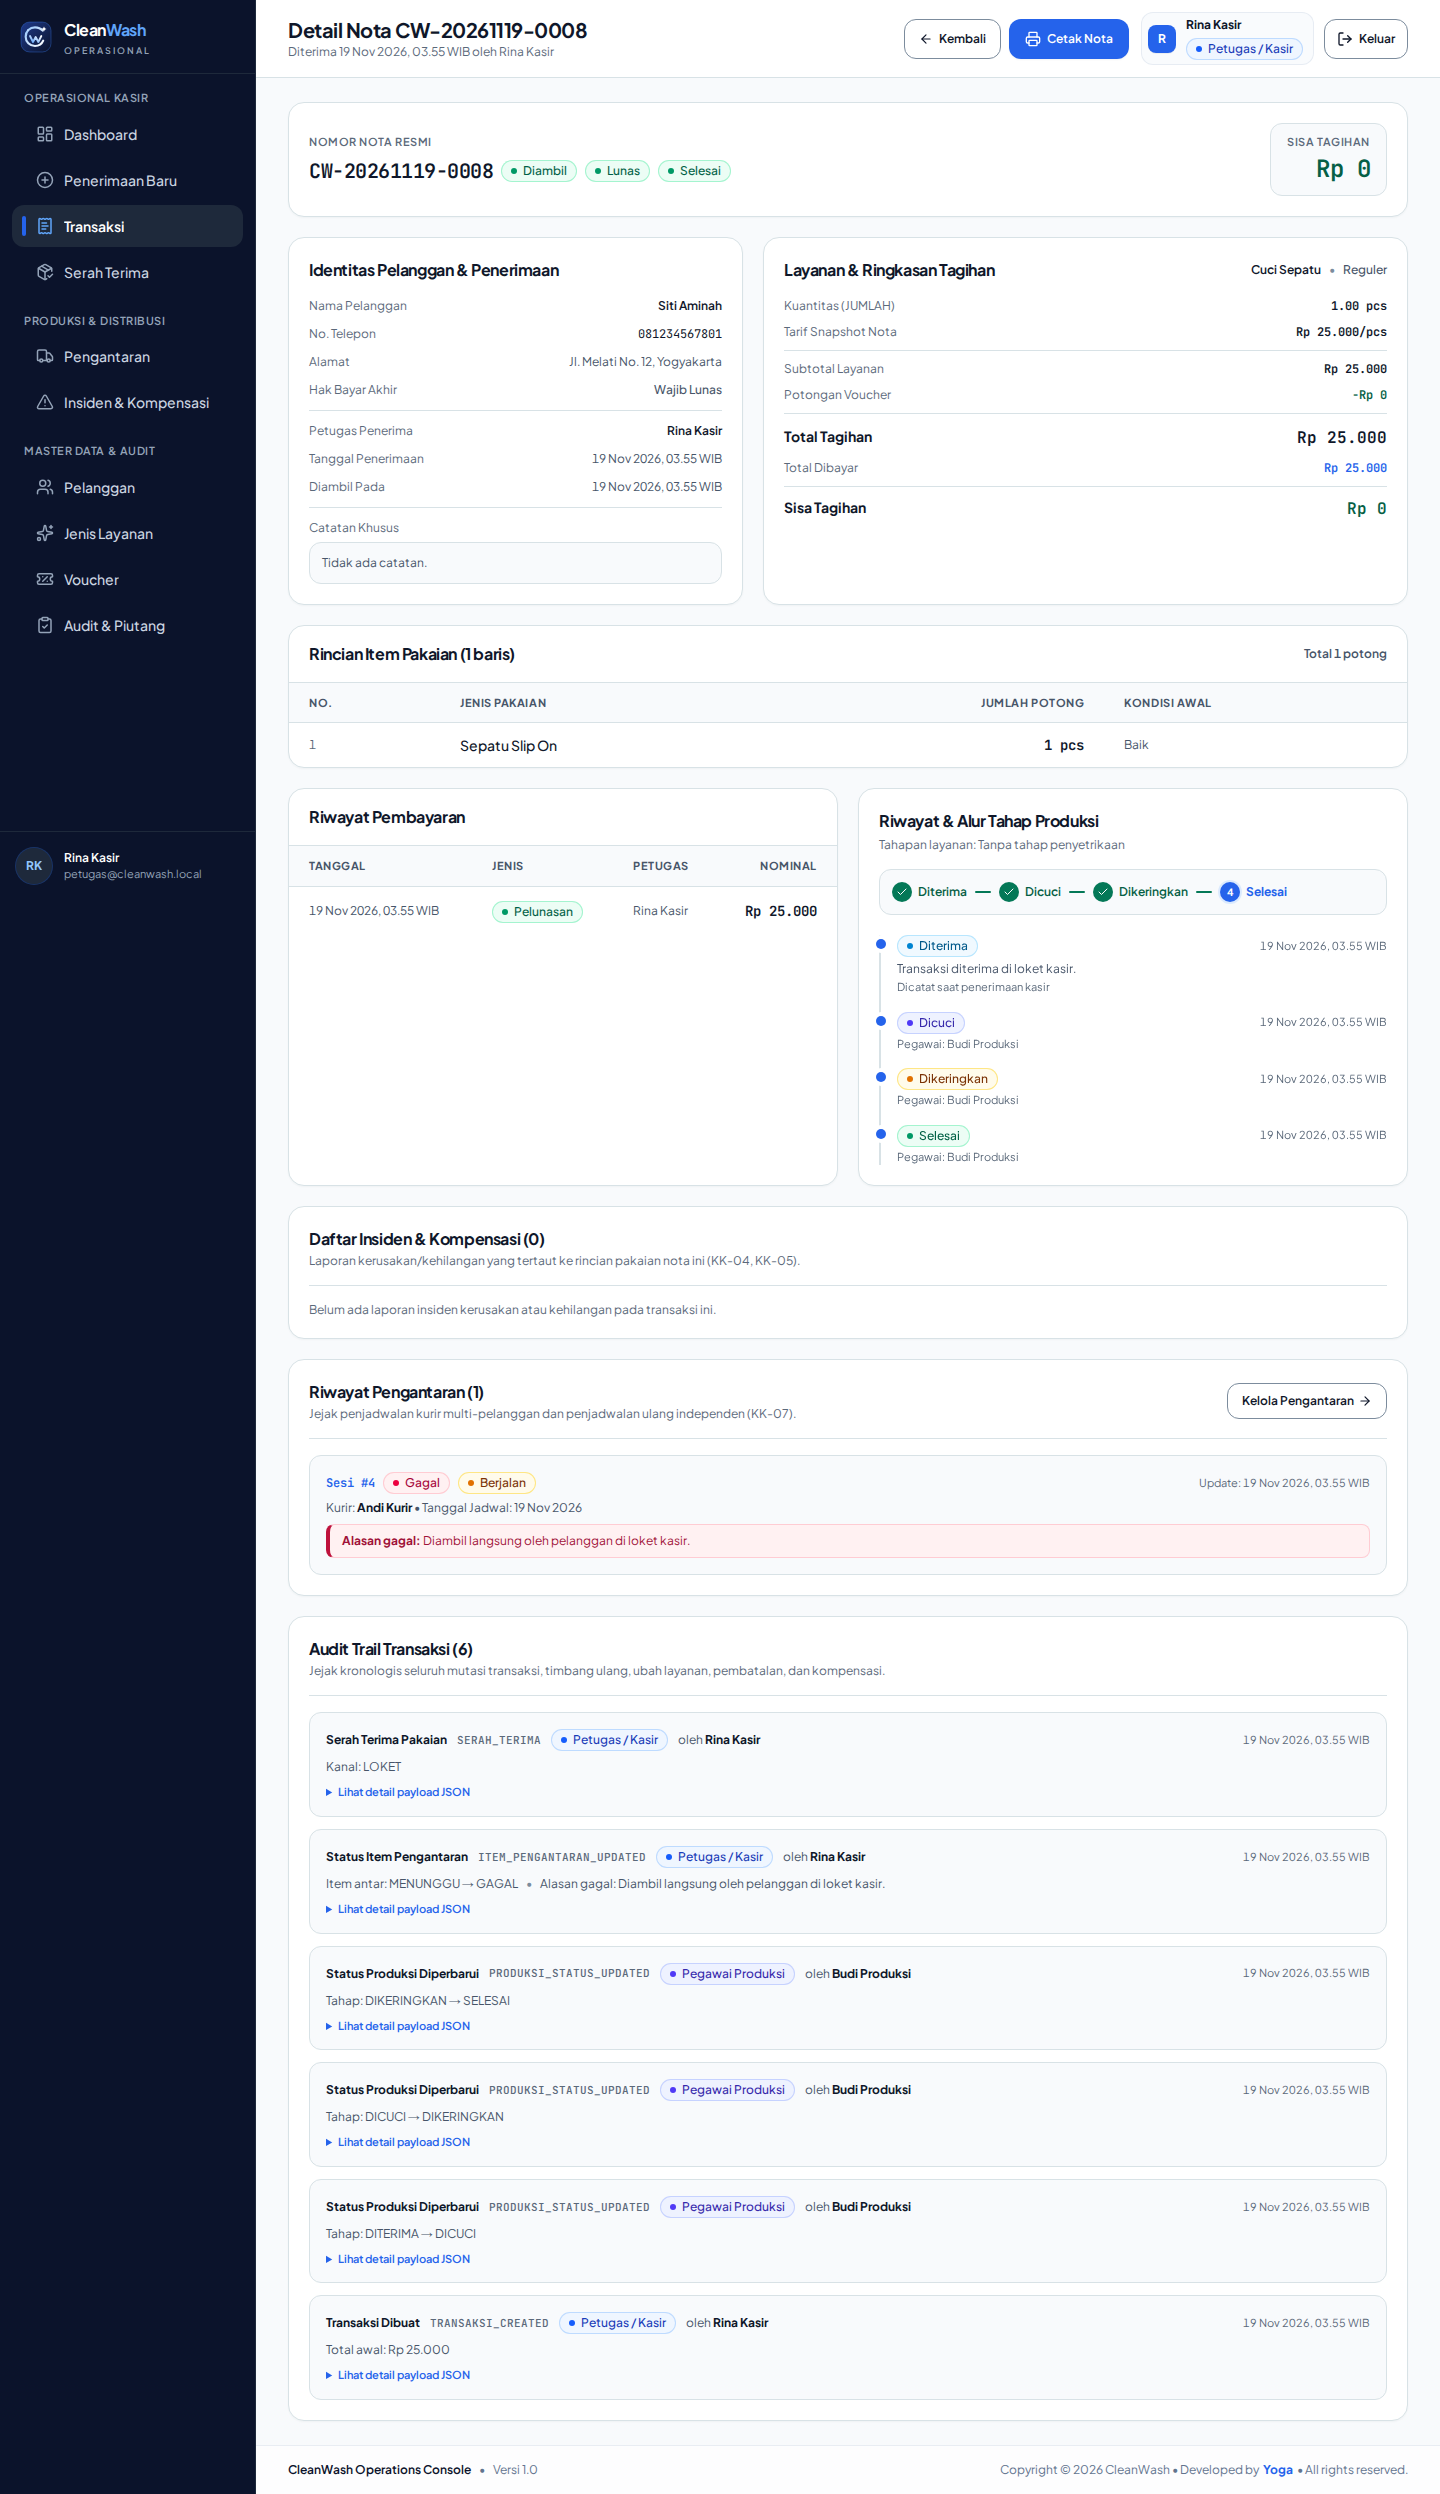 CleanWash
OPERASIONAL
OPERASIONAL KASIR
Dashboard
Penerimaan Baru
Transaksi
Serah Terima
PRODUKSI & DISTRIBUSI
Pengantaran
Insiden & Kompensasi
MASTER DATA & AUDIT
Pelanggan
Jenis Layanan
Voucher
Audit & Piutang
RK
Rina Kasir
petugas@cleanwash.local
Detail Nota CW-20261119-0008
Diterima 19 Nov 2026, 03.55 WIB oleh Rina Kasir
Kembali
Cetak Nota
R
Rina Kasir
Petugas / Kasir
Keluar
NOMOR NOTA RESMI
CW-20261119-0008 Diambil Lunas Selesai
SISA TAGIHAN
Rp 0
Identitas Pelanggan & Penerimaan
Nama Pelanggan Siti Aminah
No. Telepon 081234567801
Alamat Jl. Melati No. 12, Yogyakarta
Hak Bayar Akhir Wajib Lunas
Petugas Penerima Rina Kasir
Tanggal Penerimaan 19 Nov 2026, 03.55 WIB
Diambil Pada 19 Nov 2026, 03.55 WIB
Catatan Khusus
Tidak ada catatan.
Layanan & Ringkasan Tagihan Cuci Sepatu • Reguler
Kuantitas (JUMLAH) 1.00 pcs
Tarif Snapshot Nota Rp 25.000/pcs
Subtotal Layanan Rp 25.000
Potongan Voucher -Rp 0
Total Tagihan Rp 25.000
Total Dibayar Rp 25.000
Sisa Tagihan Rp 0
Rincian Item Pakaian (1 baris) Total 1 potong
NO. JENIS PAKAIAN JUMLAH POTONG KONDISI AWAL
1 Sepatu Slip On 1 pcs Baik
Riwayat Pembayaran
TANGGAL JENIS PETUGAS NOMINAL
19 Nov 2026, 03.55 WIB Pelunasan Rina Kasir Rp 25.000
Riwayat & Alur Tahap Produksi
Tahapan layanan: Tanpa tahap penyetrikaan
Diterima Dicuci Dikeringkan 4 Selesai
Diterima 19 Nov 2026, 03.55 WIB
Transaksi diterima di loket kasir.
Dicatat saat penerimaan kasir
Dicuci 19 Nov 2026, 03.55 WIB
Pegawai: Budi Produksi
Dikeringkan 19 Nov 2026, 03.55 WIB
Pegawai: Budi Produksi
Selesai 19 Nov 2026, 03.55 WIB
Pegawai: Budi Produksi
Daftar Insiden & Kompensasi (0)
Laporan kerusakan/kehilangan yang tertaut ke rincian pakaian nota ini (KK-04, KK-05).
Belum ada laporan insiden kerusakan atau kehilangan pada transaksi ini.
Riwayat Pengantaran (1)
Jejak penjadwalan kurir multi-pelanggan dan penjadwalan ulang independen (KK-07).
Kelola Pengantaran →
Sesi #4 Gagal Berjalan Update: 19 Nov 2026, 03.55 WIB
Kurir: Andi Kurir • Tanggal Jadwal: 19 Nov 2026
Alasan gagal: Diambil langsung oleh pelanggan di loket kasir.
Audit Trail Transaksi (6)
Jejak kronologis seluruh mutasi transaksi, timbang ulang, ubah layanan, pembatalan, dan kompensasi.
Serah Terima Pakaian SERAH_TERIMA Petugas / Kasir oleh Rina Kasir 19 Nov 2026, 03.55 WIB
Kanal: LOKET
Lihat detail payload JSON
Status Item Pengantaran ITEM_PENGANTARAN_UPDATED Petugas / Kasir oleh Rina Kasir 19 Nov 2026, 03.55 WIB
Item antar: MENUNGGU → GAGAL • Alasan gagal: Diambil langsung oleh pelanggan di loket kasir.
Lihat detail payload JSON
Status Produksi Diperbarui PRODUKSI_STATUS_UPDATED Pegawai Produksi oleh Budi Produksi 19 Nov 2026, 03.55 WIB
Tahap: DIKERINGKAN → SELESAI
Lihat detail payload JSON
Status Produksi Diperbarui PRODUKSI_STATUS_UPDATED Pegawai Produksi oleh Budi Produksi 19 Nov 2026, 03.55 WIB
Tahap: DICUCI → DIKERINGKAN
Lihat detail payload JSON
Status Produksi Diperbarui PRODUKSI_STATUS_UPDATED Pegawai Produksi oleh Budi Produksi 19 Nov 2026, 03.55 WIB
Tahap: DITERIMA → DICUCI
Lihat detail payload JSON
Transaksi Dibuat TRANSAKSI_CREATED Petugas / Kasir oleh Rina Kasir 19 Nov 2026, 03.55 WIB
Total awal: Rp 25.000
Lihat detail payload JSON
CleanWash Operations Console • Versi 1.0
Copyright © 2026 CleanWash • Developed by Yoga • All rights reserved.